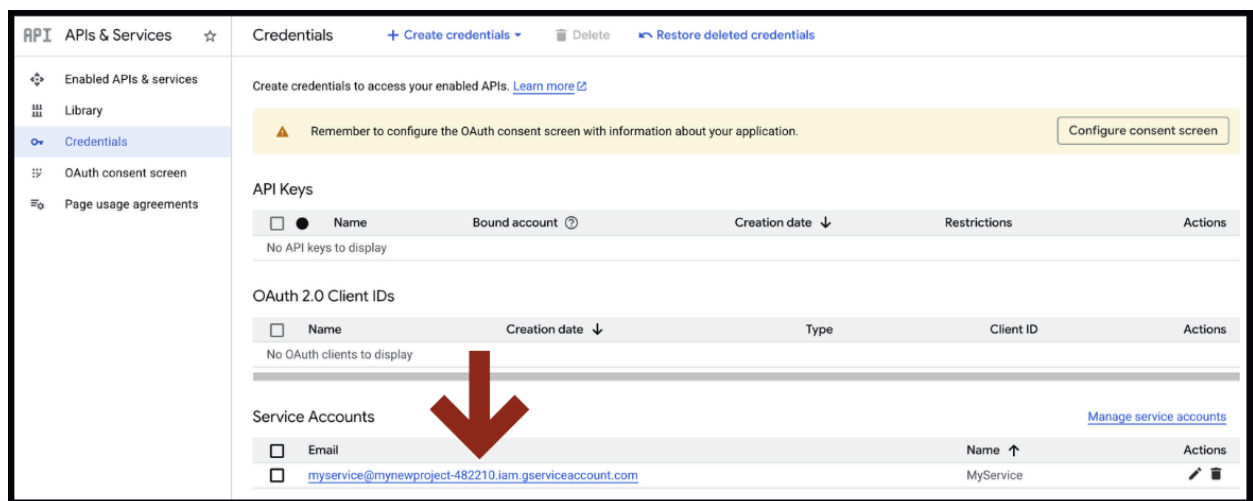 API APIs & Services
Credentials + Create credentials Delete Restore deleted credentials
Enabled APIs & services
Library
Credentials
OAuth consent screen
Page usage agreements
Create credentials to access your enabled APIs. Learn more
Remember to configure the OAuth consent screen with information about your application. Configure consent screen
API Keys
Name Bound account Creation date Restrictions Actions
No API keys to display
OAuth 2.0 Client IDs
Name Creation date Type Client ID Actions
No OAuth clients to display
Service Accounts Manage service accounts
Email Name Actions
myservice@mynewproject-482210.iam.gserviceaccount.com MyService